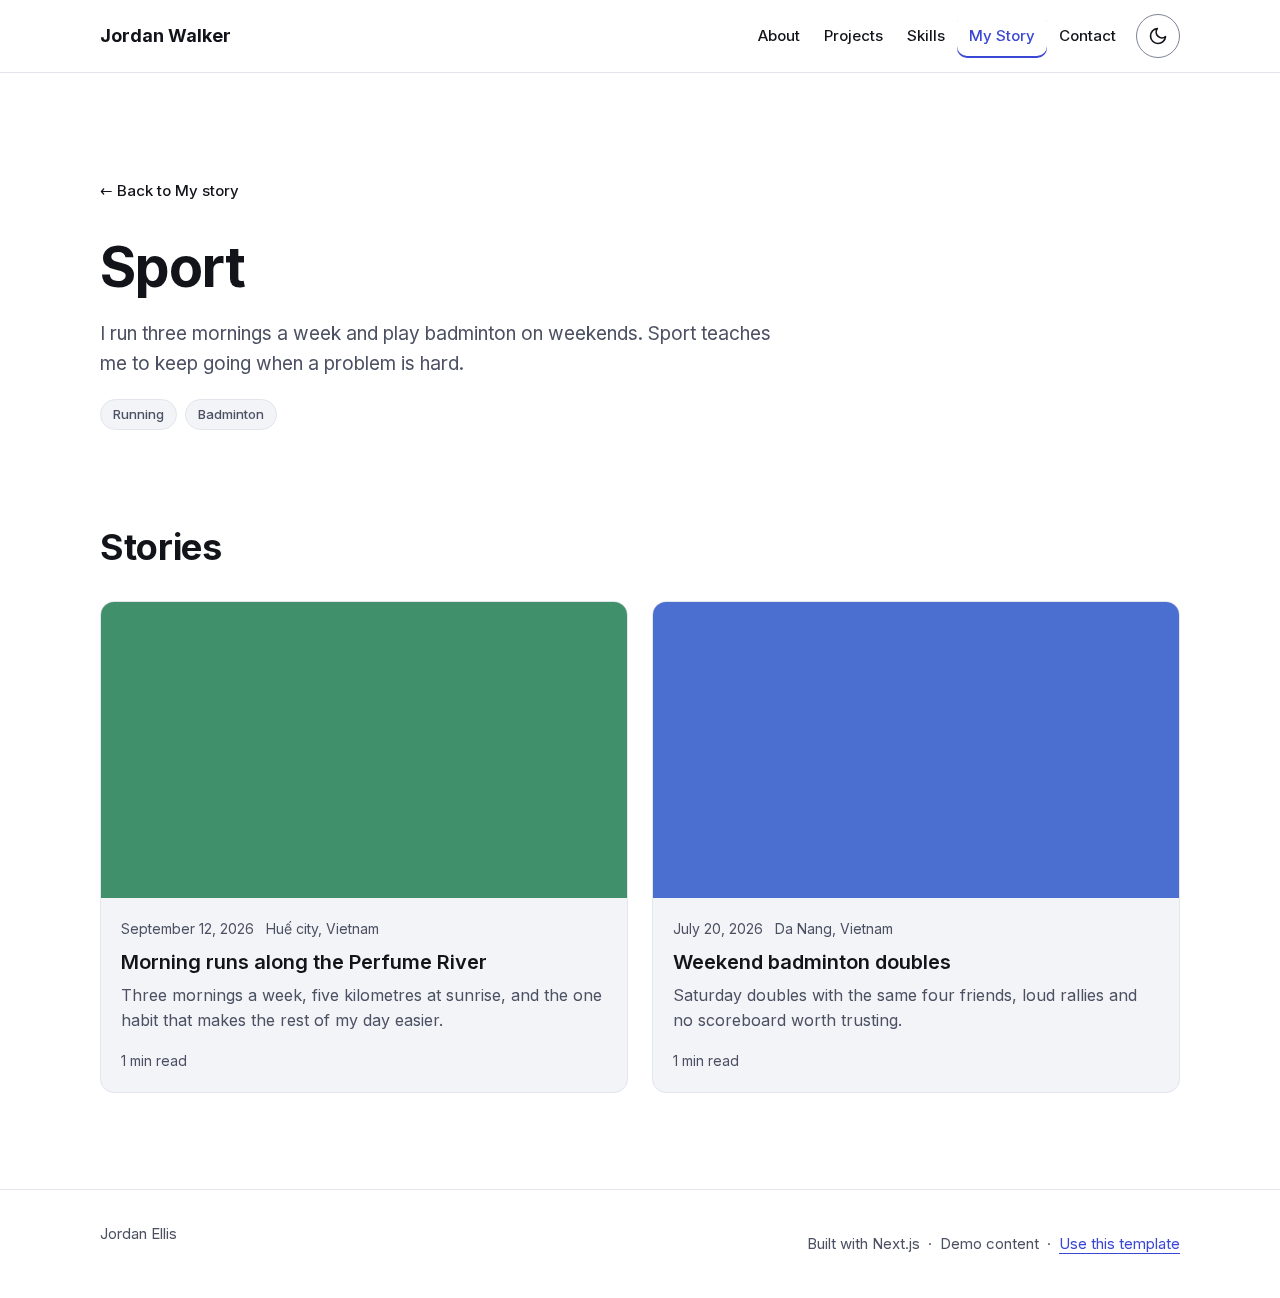 Jordan Walker
About
Projects
Skills
My Story
Contact
← Back to My story
Sport
I run three mornings a week and play badminton on weekends. Sport teaches
me to keep going when a problem is hard.
Running
Badminton
Stories
September 12, 2026 Huế city, Vietnam
Morning runs along the Perfume River
Three mornings a week, five kilometres at sunrise, and the one
habit that makes the rest of my day easier.
1 min read
July 20, 2026 Da Nang, Vietnam
Weekend badminton doubles
Saturday doubles with the same four friends, loud rallies and
no scoreboard worth trusting.
1 min read
Jordan Ellis
Built with Next.js · Demo content · Use this template